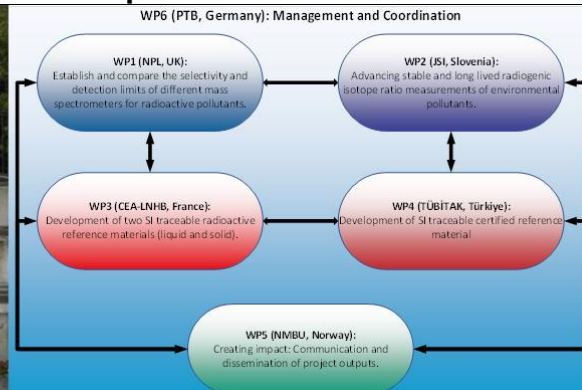 WP6 (PTB, Germany): Management and Coordination
WP1 (NPL, UK):
Establish and compare the selectivity and
detection limits of different mass
spectrometers for radioactive pollutants.
WP2 (JSI, Slovenia):
Advancing stable and long lived radiogenic
isotope ratio measurements of environmental
pollutants.
WP3 (CEA-LNHB, France):
Development of two SI traceable radioactive
reference materials (liquid and solid).
WP4 (TÜBİTAK, Türkiye):
Development of SI traceable certified reference
material
WP5 (NMBU, Norway):
Creating impact: Communication and
dissemination of project outputs.